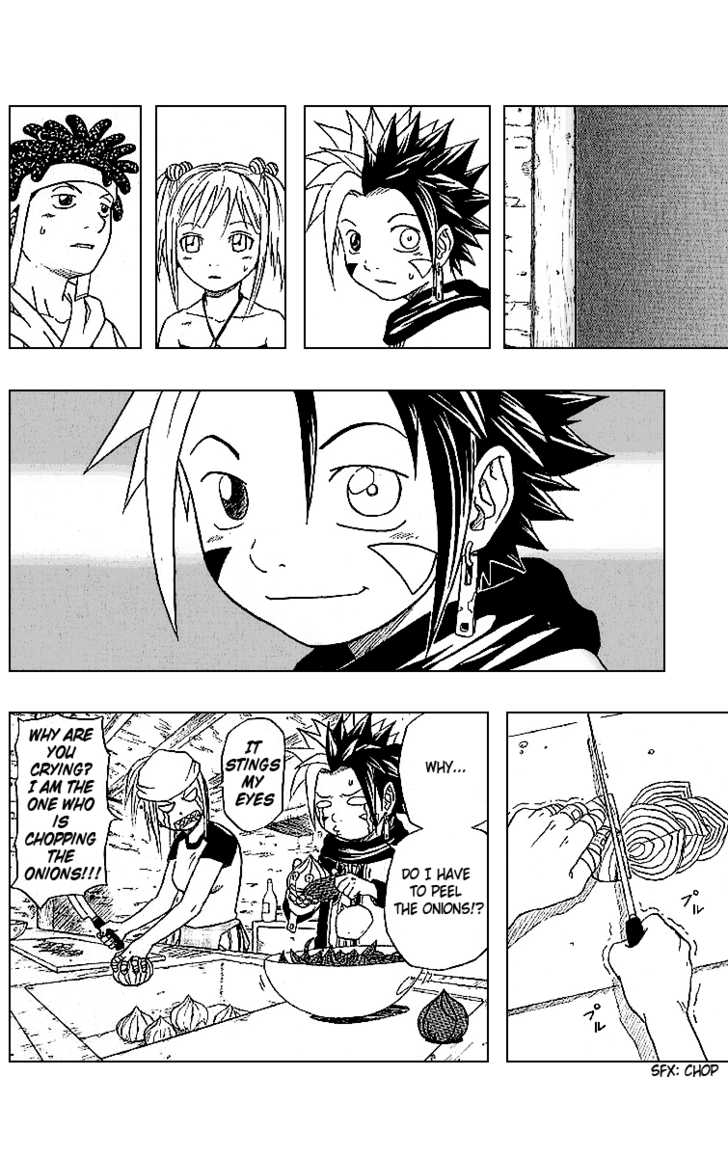 プル
プル
SFX: CHOP
WHY...
DO I HAVE
TO PEEL
THE ONIONS!?
IT
STINGS
MY
EYES
WHY ARE
YOU
CRYING?
I AM THE
ONE WHO
IS
CHOPPING
THE
ONIONS!!!